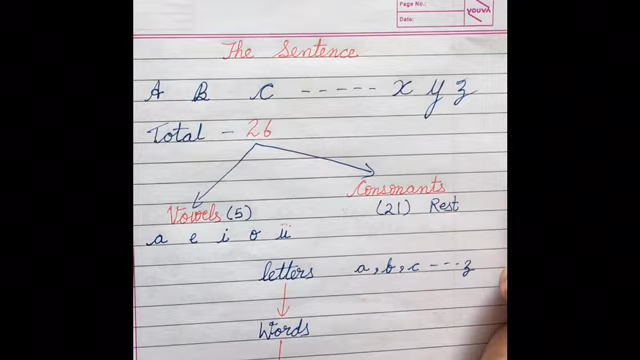 Page No.:
Date:
YOUVA
The Sentence
A B C ----- X Y Z
Total - 26
Vowels (5)
Consonants
(21) Rest
a e i o u
letters a, b, c --- z
Words